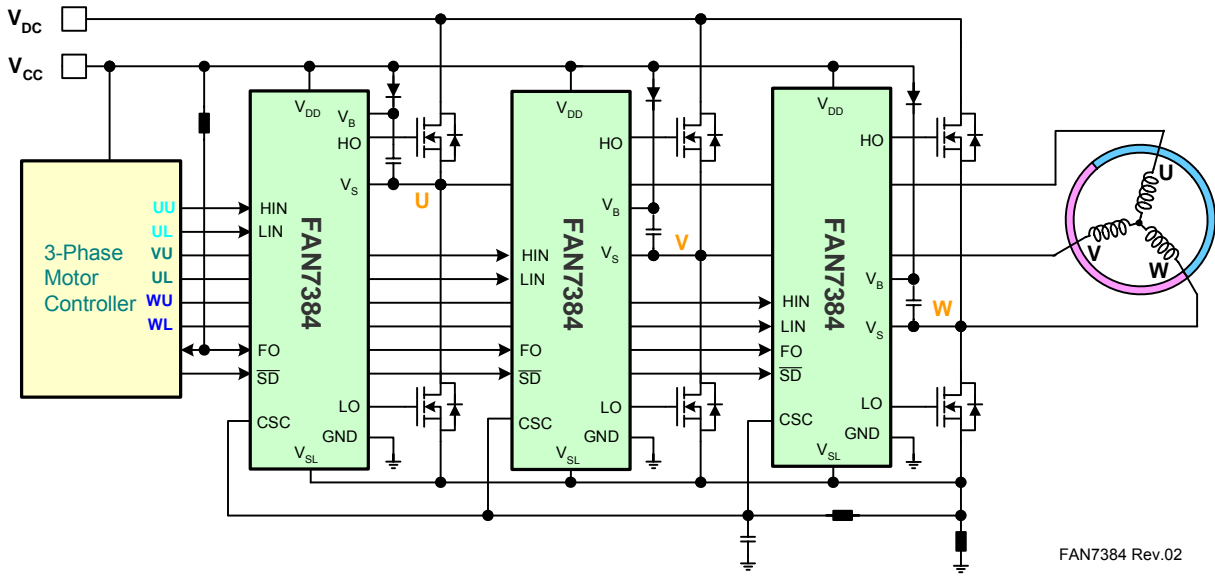 VDC
VCC
3-Phase
Motor
Controller
UU
UL
VU
UL
WU
WL
VDD
VB
HO
VS
HIN
LIN
FAN7384
FO
SD
LO
CSC
GND
VSL
U
VDD
HO
VB
VS
HIN
LIN
FAN7384
FO
SD
LO
CSC
GND
VSL
V
VDD
HO
VB
VS
HIN
LIN
FAN7384
FO
SD
LO
CSC
GND
VSL
W
U
V
W
FAN7384 Rev.02